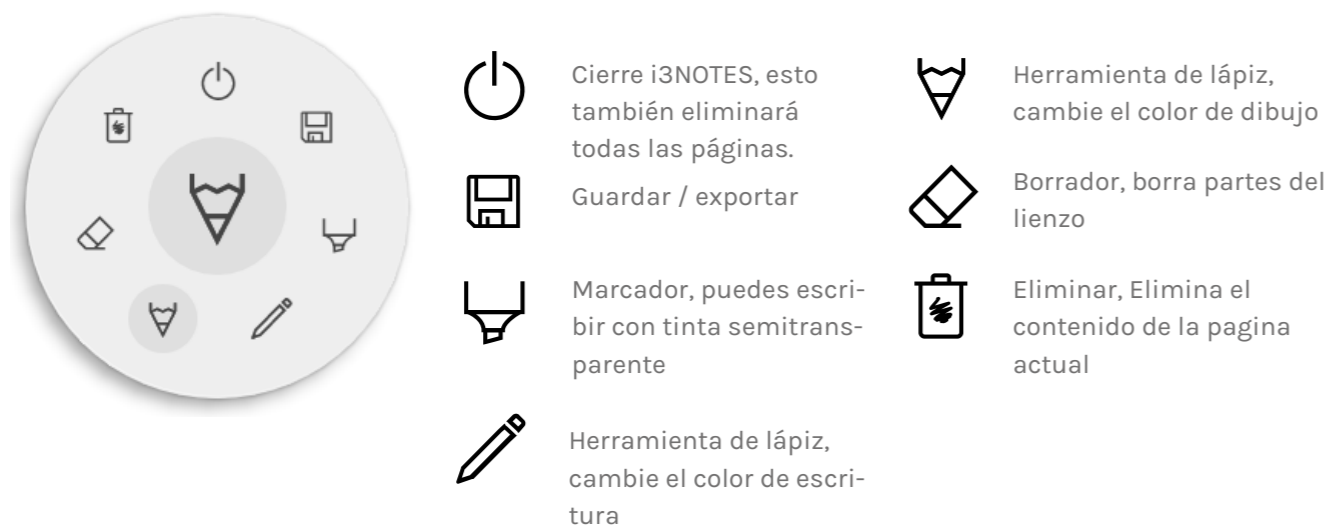 Cierre i3NOTES, esto
también eliminará
todas las páginas.
Guardar / exportar
Marcador, puedes escri-
bir con tinta semitrans-
parente
Herramienta de lápiz,
cambie el color de escri-
tura
Herramienta de lápiz,
cambie el color de dibujo
Borrador, borra partes del
lienzo
Eliminar, Elimina el
contenido de la pagina
actual